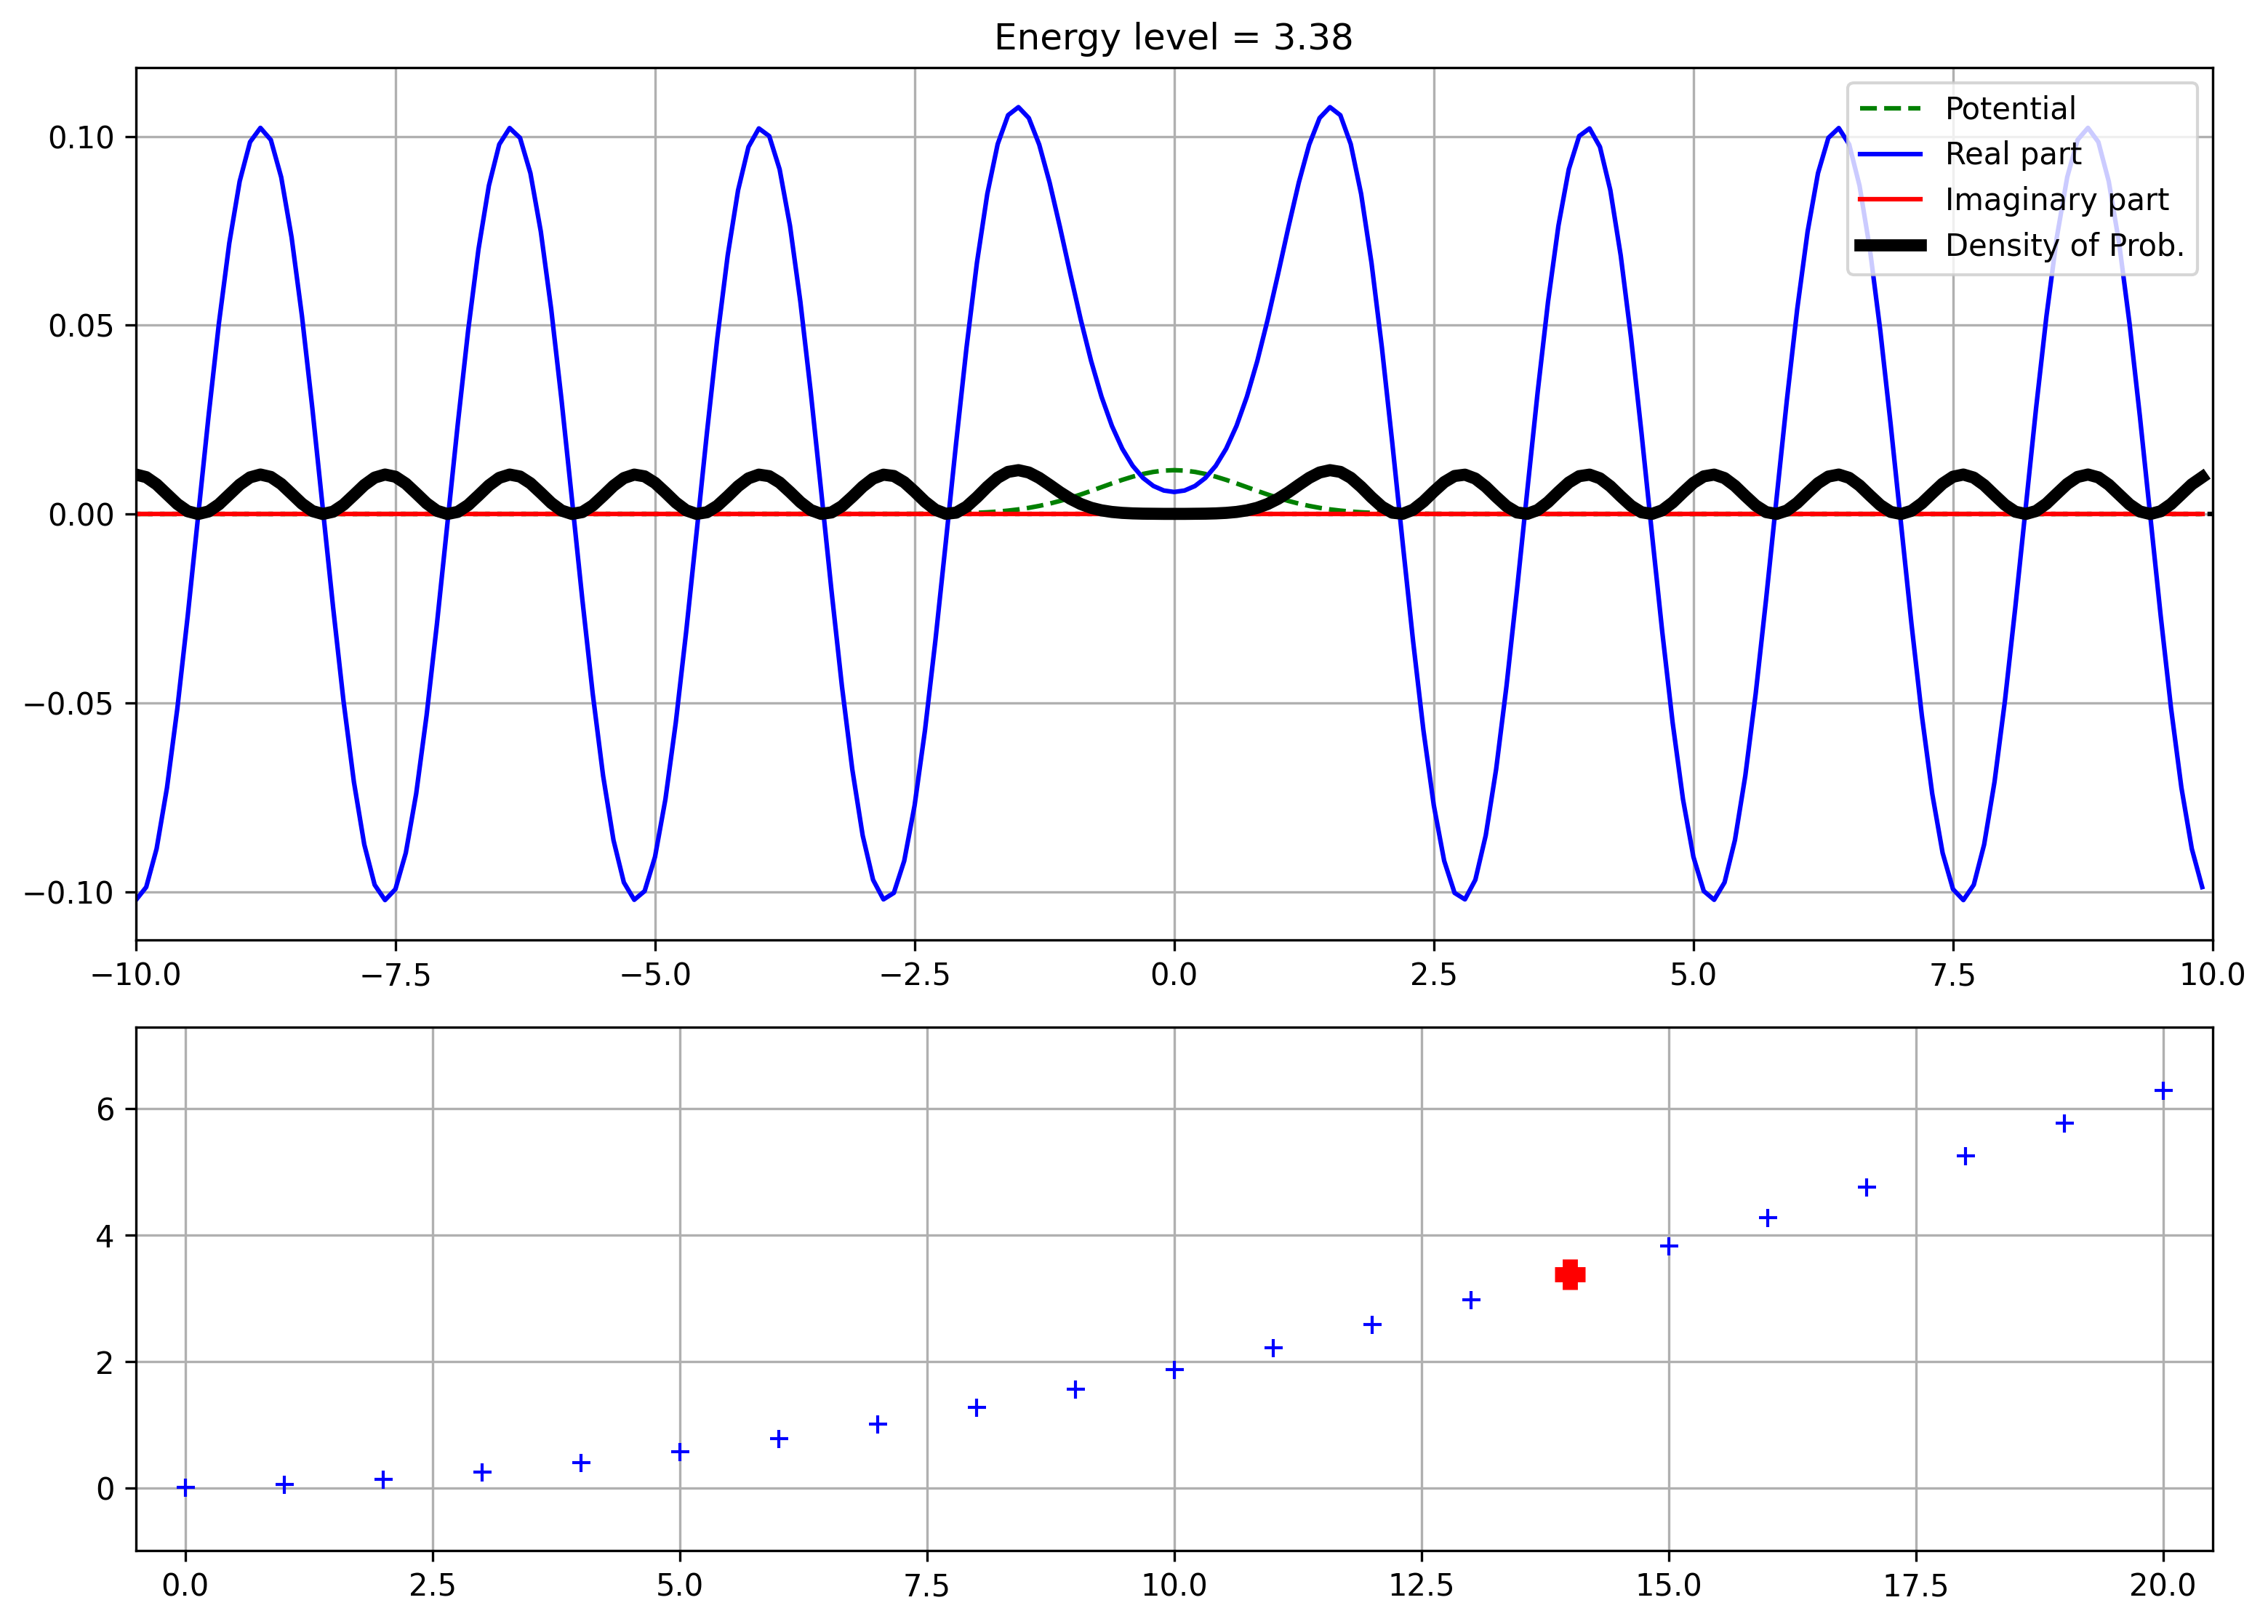 Energy level = 3.38
Potential
Real part
Imaginary part
Density of Prob.
0.10
0.05
0.00
−0.05
−0.10
−10.0 −7.5 −5.0 −2.5 0.0 2.5 5.0 7.5 10.0
6
4
2
0
0.0 2.5 5.0 7.5 10.0 12.5 15.0 17.5 20.0